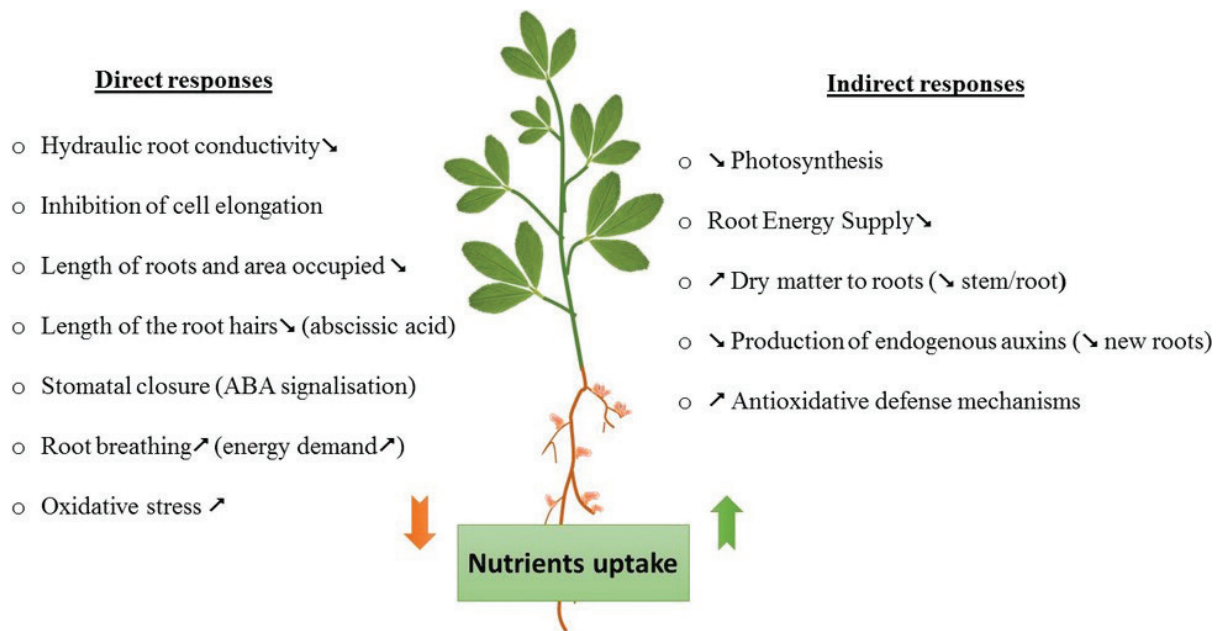 Direct responses
o Hydraulic root conductivity↘
o Inhibition of cell elongation
o Length of roots and area occupied ↘
o Length of the root hairs↘ (abscissic acid)
o Stomatal closure (ABA signalisation)
o Root breathing↗ (energy demand↗)
o Oxidative stress ↗
Indirect responses
o ↘ Photosynthesis
o Root Energy Supply↘
o ↗ Dry matter to roots (↘ stem/root)
o ↘ Production of endogenous auxins (↘ new roots)
o ↗ Antioxidative defense mechanisms
Nutrients uptake